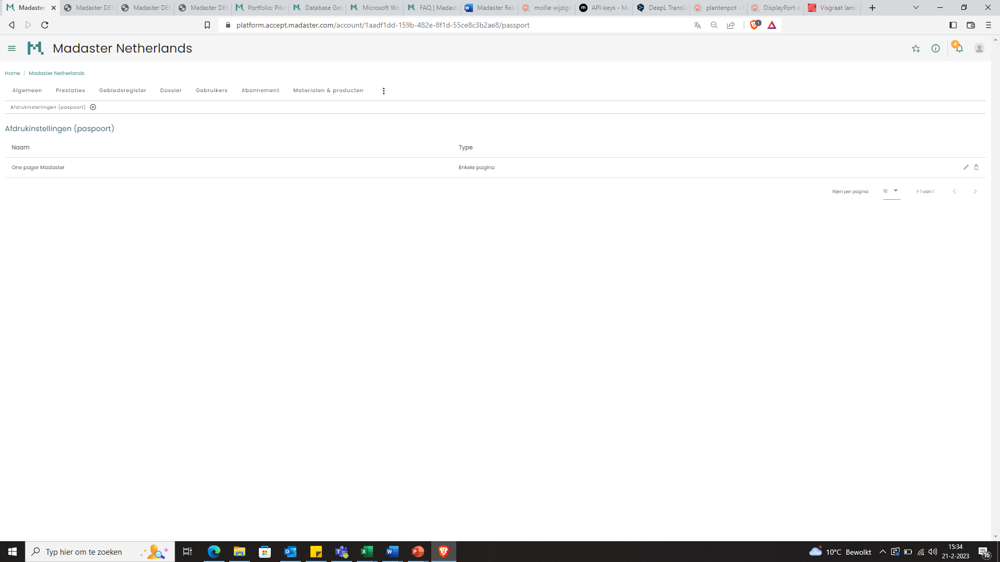 Madaster Madaster DE Madaster DE Madaster DE Portfolio: Pilo Database Geb Microsoft Wo FAQ | Madast Madaster Rele mollie wijzigin API-keys - Mo DeepL Transla plantenpot - DisplayPort-a Visgraat lami
platform.accept.madaster.com/account/1aadf1dd-159b-482e-8f1d-55ce8c3b2ae8/passport 1
Madaster Netherlands 4
Home / Madaster Netherlands
Algemeen Prestaties Gebiedsregister Dossier Gebruikers Abonnement Materialen & producten
Afdrukinstellingen (paspoort)
Afdrukinstellingen (paspoort)
Naam Type
One pager Madaster Enkele pagina
Rijen per pagina: 10 1-1 van 1
Typ hier om te zoeken 10°C Bewolkt 15:34
21-2-2023 16